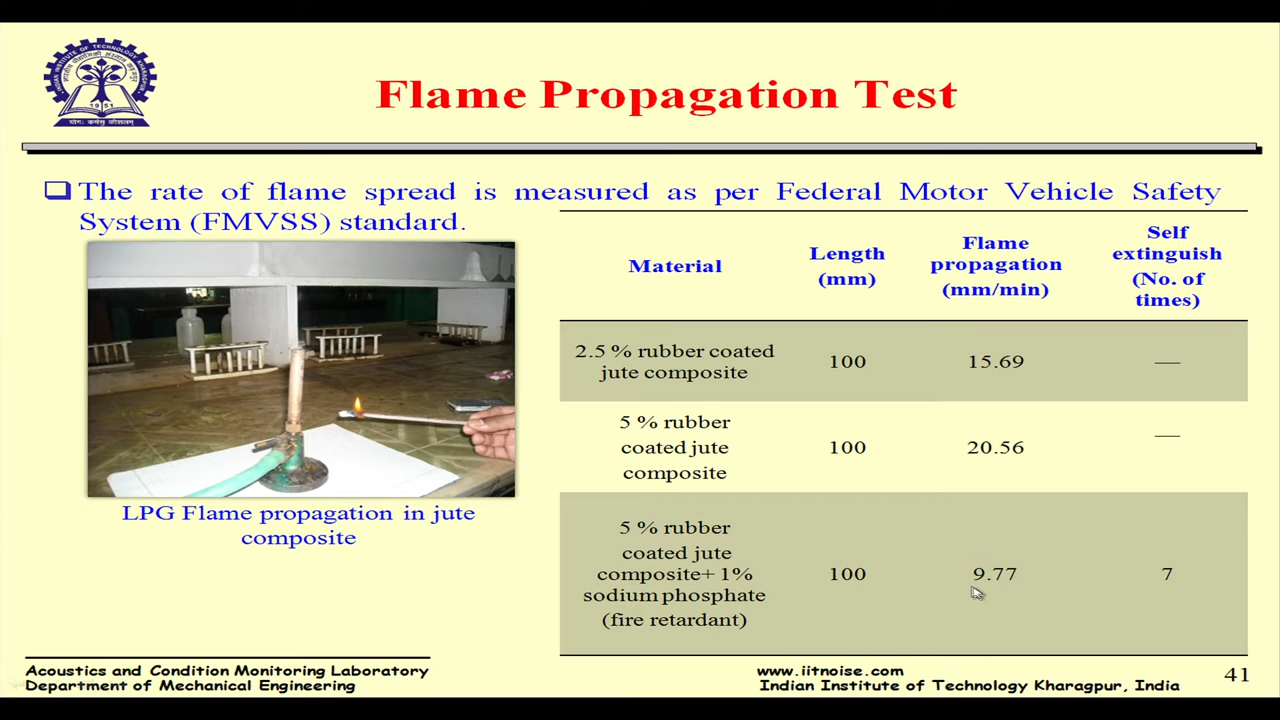 Flame Propagation Test
The rate of flame spread is measured as per Federal Motor Vehicle Safety
System (FMVSS) standard.
LPG Flame propagation in jute
composite
Material
Length
(mm)
Flame
propagation
(mm/min)
Self
extinguish
(No. of
times)
2.5 % rubber coated
jute composite
100
15.69
—
5 % rubber
coated jute
composite
100
20.56
—
5 % rubber
coated jute
composite+ 1%
sodium phosphate
(fire retardant)
100
9.77
7
Acoustics and Condition Monitoring Laboratory
Department of Mechanical Engineering
www.iitnoise.com
Indian Institute of Technology Kharagpur, India
41